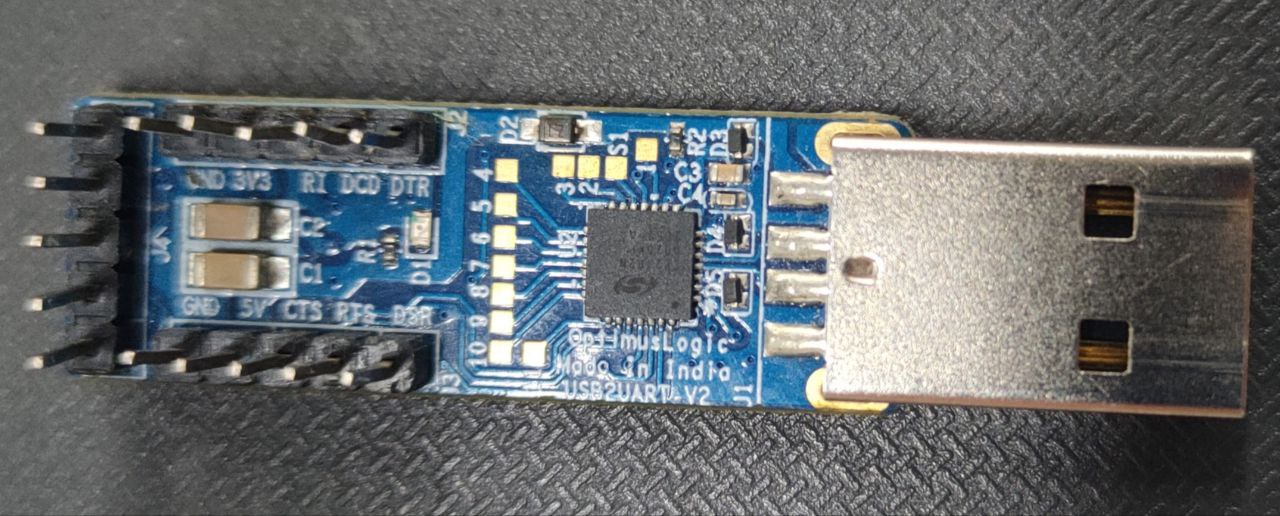 J2
D2
S1
R2
D3
1
2
3
4
C3
C4
GND 3V3 RI DCD DTR
5
C2
J4
U2
6
D4
R1
D1
7
C1
8
D5
GND 5V CTS RTS DSR
9
OptimusLogic
10
Made in India
J3
USB2UART-V2
J1